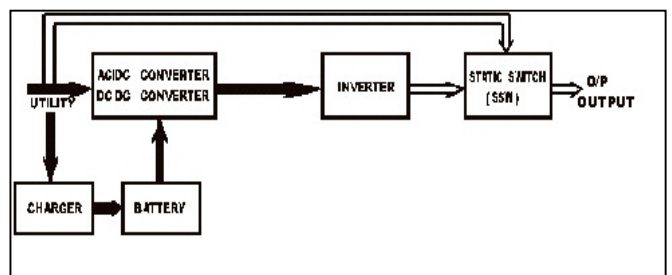 AC/DC CONVERTER
DC/DC CONVERTER
UTILITY
INVERTER
STATIC SWITCH
(SSW)
O/P
OUTPUT
CHARGER
BATTERY